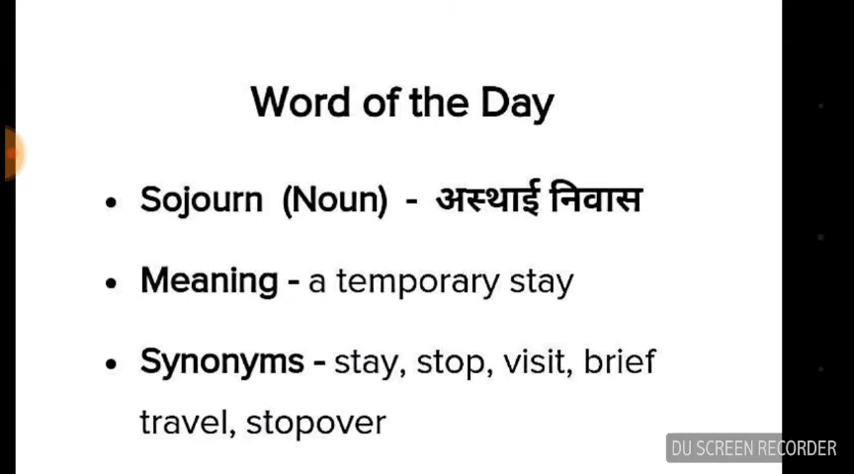 Word of the Day
• Sojourn (Noun) - अस्थाई निवास
• Meaning - a temporary stay
• Synonyms - stay, stop, visit, brief
travel, stopover
DU SCREEN RECORDER